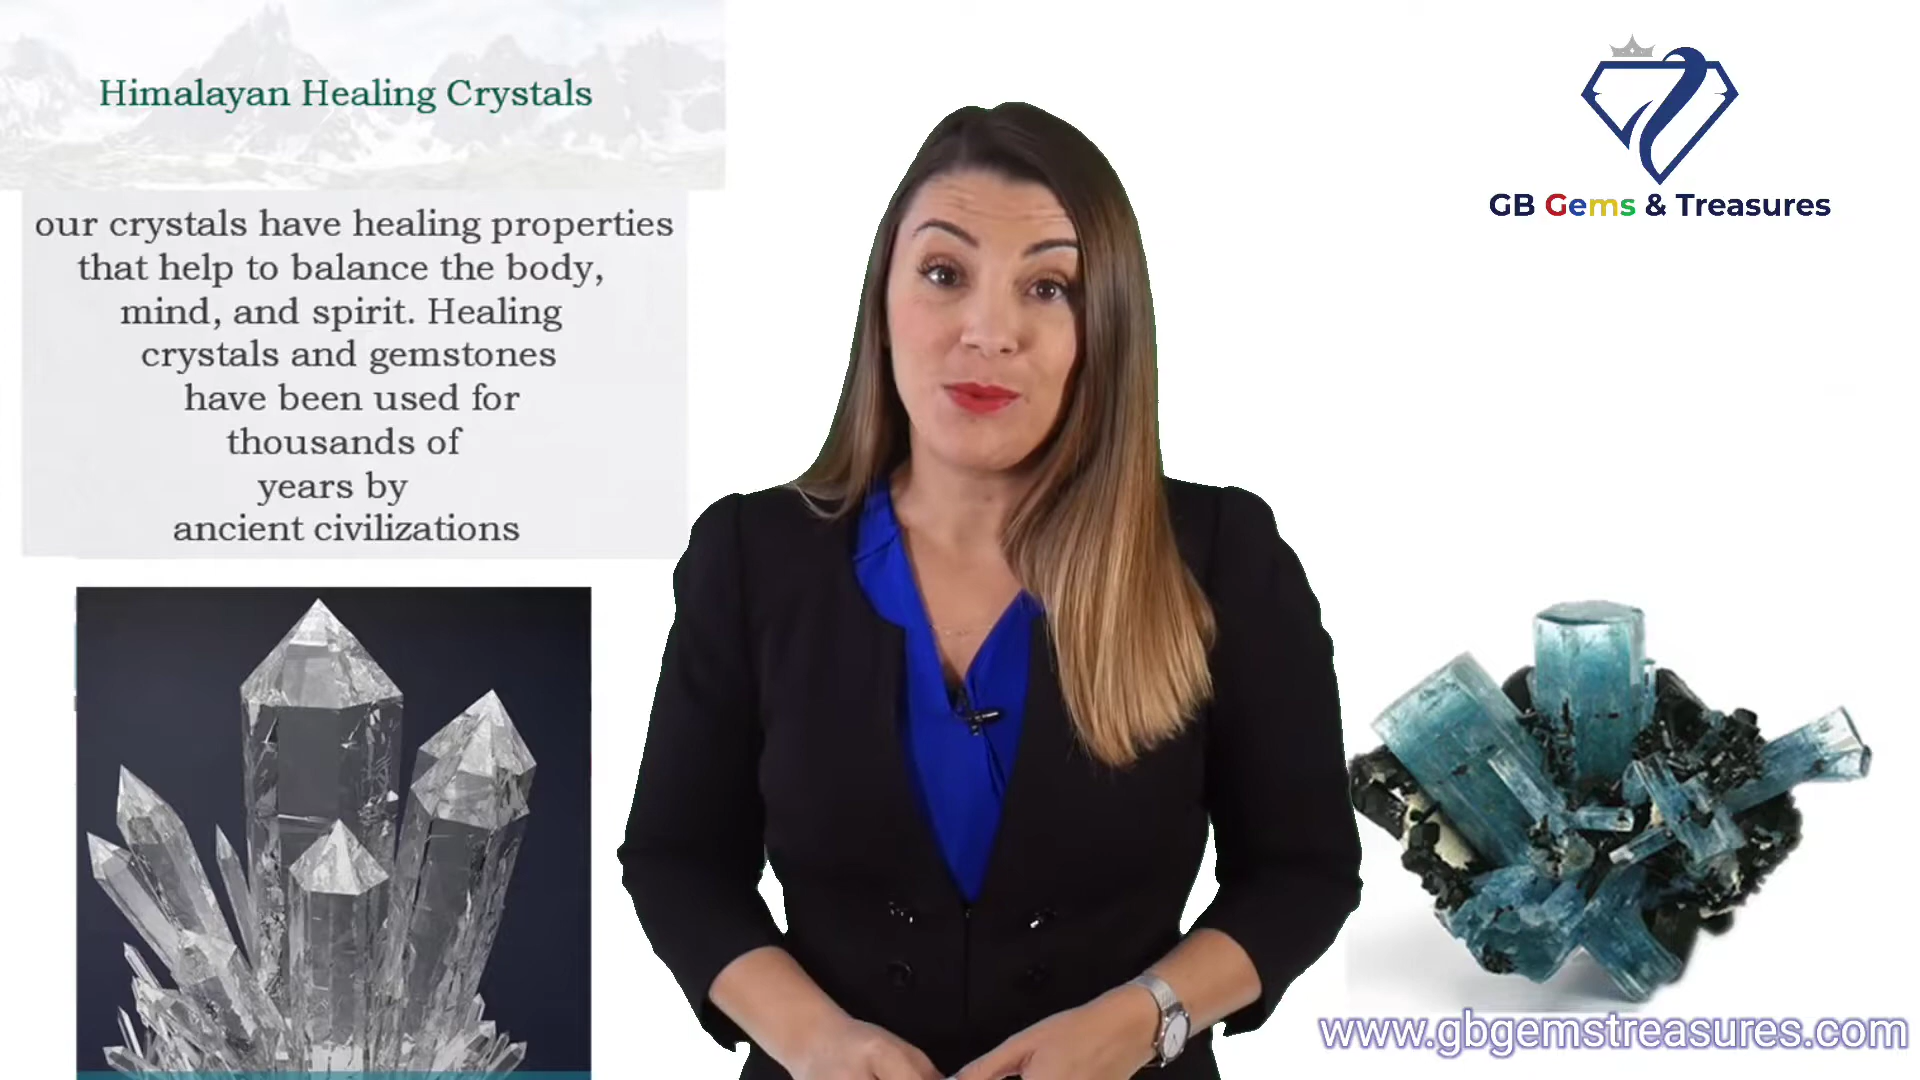 Himalayan Healing Crystals
our crystals have healing properties
that help to balance the body,
mind, and spirit. Healing
crystals and gemstones
have been used for
thousands of
years by
ancient civilizations
GB Gems & Treasures
www.gbgemstreasures.com